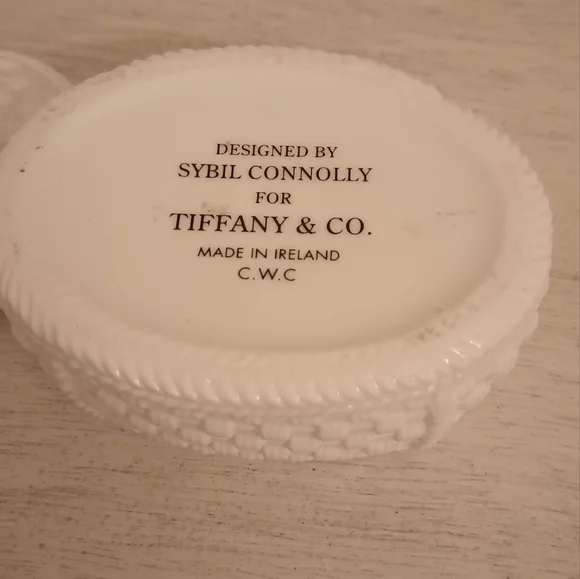 DESIGNED BY
SYBIL CONNOLLY
FOR
TIFFANY & CO.
MADE IN IRELAND
C.W.C